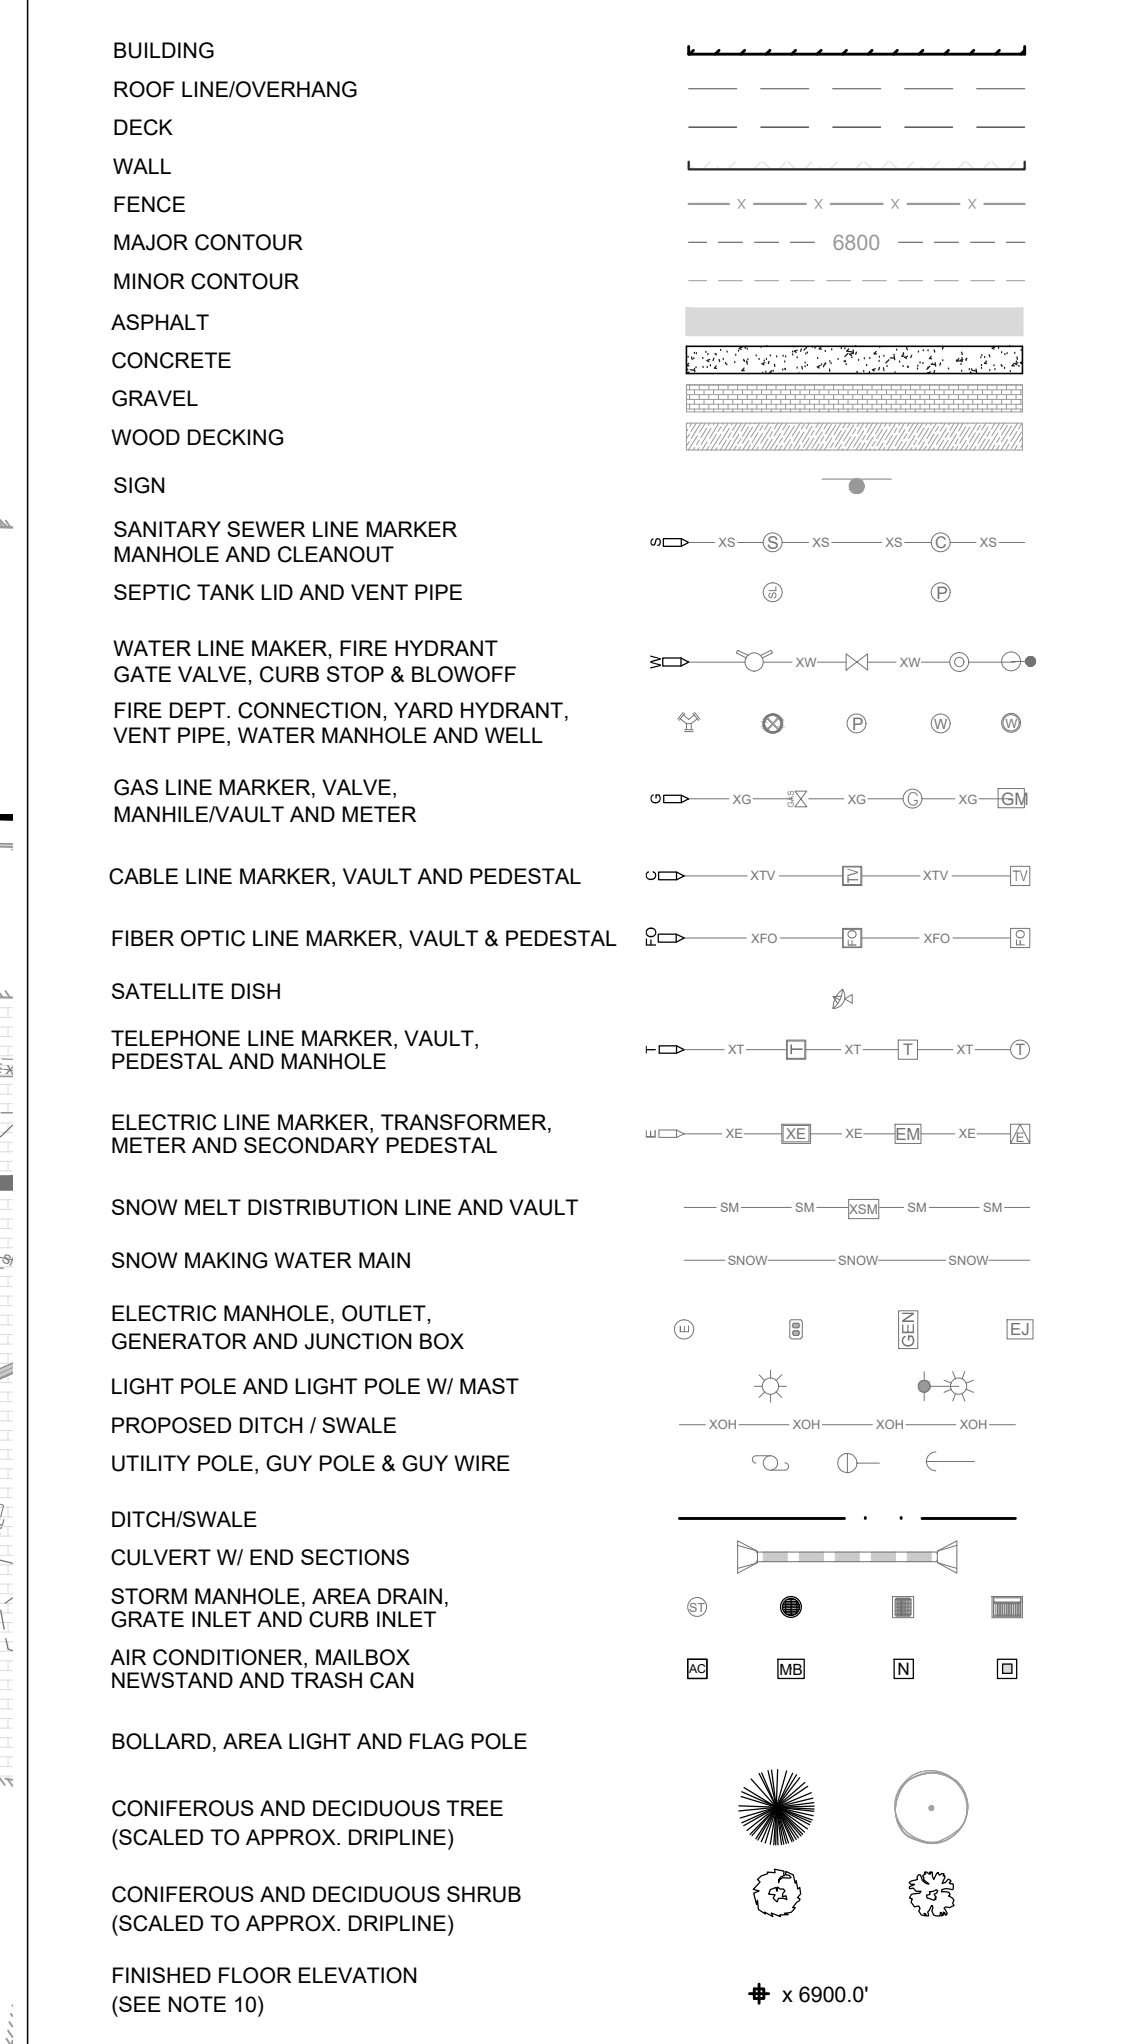 BUILDING
ROOF LINE/OVERHANG
DECK
WALL
FENCE X X X X
MAJOR CONTOUR 6800
MINOR CONTOUR
ASPHALT
CONCRETE
GRAVEL
WOOD DECKING
SIGN
SANITARY SEWER LINE MARKER
MANHOLE AND CLEANOUT
S XS S XS XS C XS
SEPTIC TANK LID AND VENT PIPE SL P
WATER LINE MAKER, FIRE HYDRANT
GATE VALVE, CURB STOP & BLOWOFF
W XW XW
FIRE DEPT. CONNECTION, YARD HYDRANT,
VENT PIPE, WATER MANHOLE AND WELL
P W W
GAS LINE MARKER, VALVE,
MANHILE/VAULT AND METER
G XG GAS XG G XG GM
CABLE LINE MARKER, VAULT AND PEDESTAL C XTV TV XTV TV
FIBER OPTIC LINE MARKER, VAULT & PEDESTAL FO XFO FO XFO FO
SATELLITE DISH
TELEPHONE LINE MARKER, VAULT,
PEDESTAL AND MANHOLE
T XT T XT T XT T
ELECTRIC LINE MARKER, TRANSFORMER,
METER AND SECONDARY PEDESTAL
E XE XE XE EM XE E
SNOW MELT DISTRIBUTION LINE AND VAULT SM SM XSM SM SM
SNOW MAKING WATER MAIN SNOW SNOW SNOW
ELECTRIC MANHOLE, OUTLET,
GENERATOR AND JUNCTION BOX
E GEN EJ
LIGHT POLE AND LIGHT POLE W/ MAST
PROPOSED DITCH / SWALE XOH XOH XOH XOH
UTILITY POLE, GUY POLE & GUY WIRE
DITCH/SWALE
CULVERT W/ END SECTIONS
STORM MANHOLE, AREA DRAIN,
GRATE INLET AND CURB INLET
ST
AIR CONDITIONER, MAILBOX
NEWSTAND AND TRASH CAN
AC MB N
BOLLARD, AREA LIGHT AND FLAG POLE
CONIFEROUS AND DECIDUOUS TREE
(SCALED TO APPROX. DRIPLINE)
CONIFEROUS AND DECIDUOUS SHRUB
(SCALED TO APPROX. DRIPLINE)
FINISHED FLOOR ELEVATION
(SEE NOTE 10)
x 6900.0'